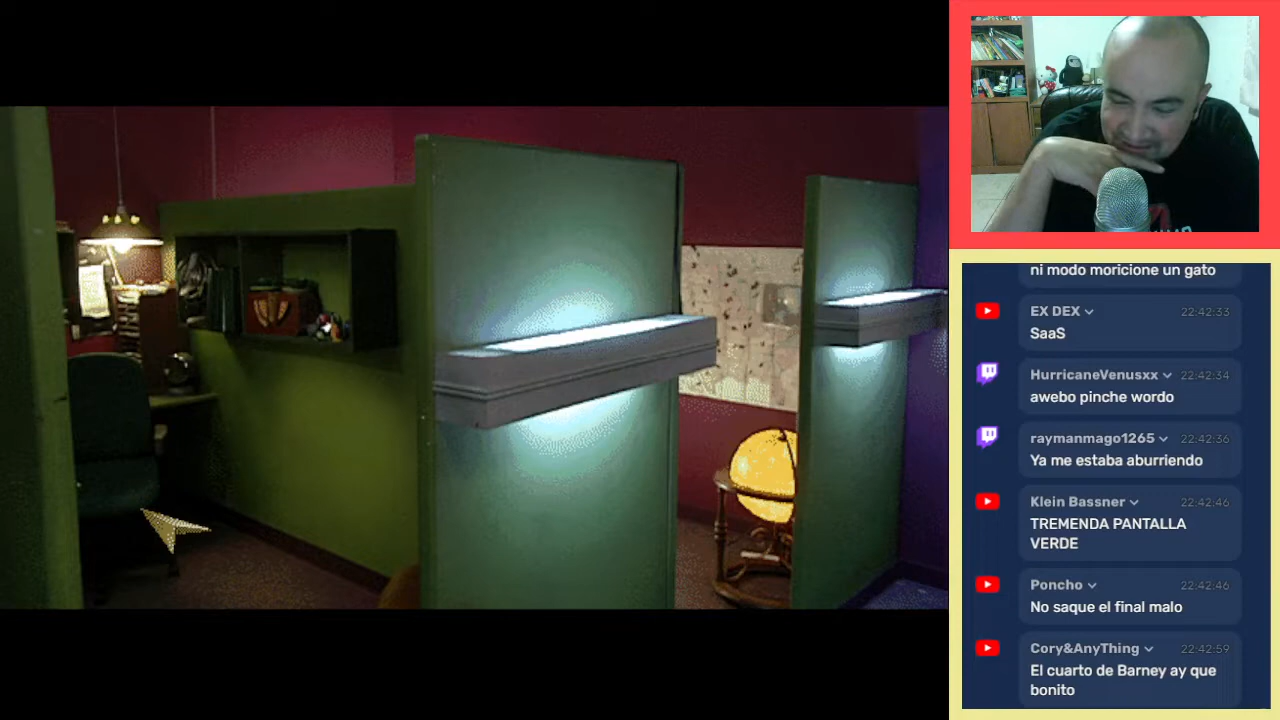 ni modo moricione un gato
EX DEX 22:42:33
SaaS
HurricaneVenusxx 22:42:34
awebo pinche wordo
raymanmago1265 22:42:36
Ya me estaba aburriendo
Klein Bassner 22:42:46
TREMENDA PANTALLA
VERDE
Poncho 22:42:46
No saque el final malo
Cory&AnyThing 22:42:59
El cuarto de Barney ay que
bonito